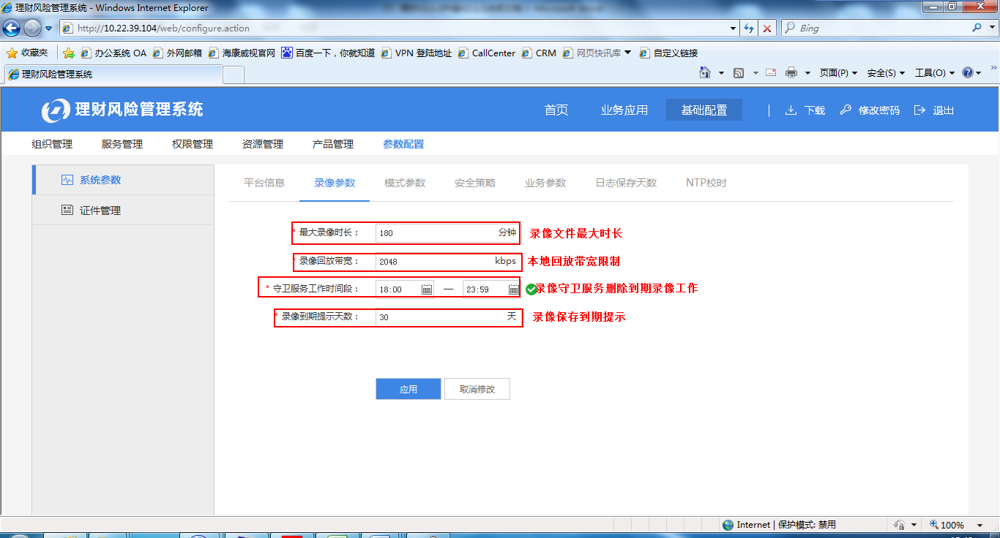 理财风险管理系统 - Windows Internet Explorer
http://10.22.39.104/web/configure.action
Bing
收藏夹 办公系统 OA 外网邮箱 海康威视官网 百度一下，你就知道 VPN 登陆地址 CallCenter CRM 网页快讯库 自定义链接
理财风险管理系统
页面(P) 安全(S) 工具(O) »
理财风险管理系统 首页 业务应用 基础配置 下载 修改密码 退出
组织管理 服务管理 权限管理 资源管理 产品管理 参数配置
系统参数
证件管理
平台信息 录像参数 模式参数 安全策略 业务参数 日志保存天数 NTP校时
* 最大录像时长： 180 分钟 录像文件最大时长
* 录像回放带宽： 2048 kbps 本地回放带宽限制
* 守卫服务工作时间段： 18:00 — 23:59 录像守卫服务删除到期录像工作
* 录像到期提示天数： 30 天 录像保存到期提示
应用 取消修改
Internet | 保护模式: 禁用 100%